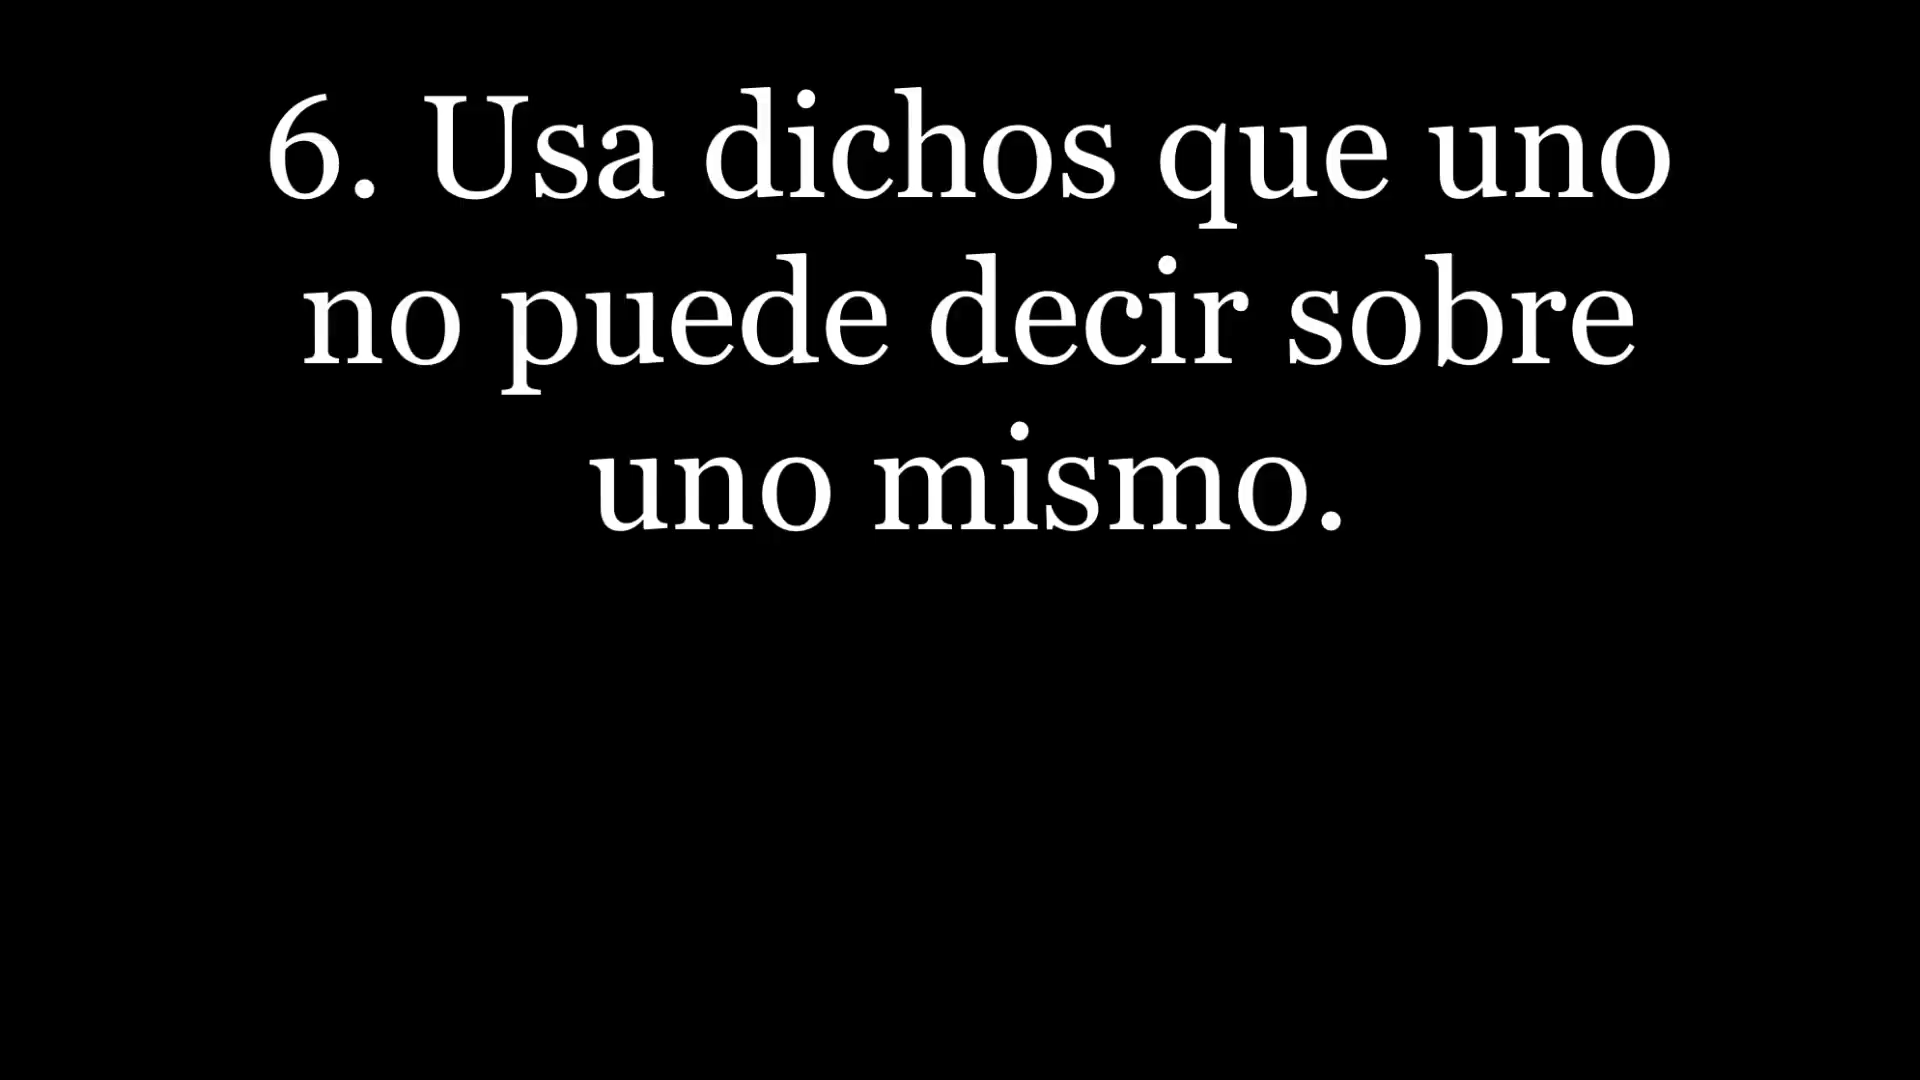 6. Usa dichos que uno
no puede decir sobre
uno mismo.